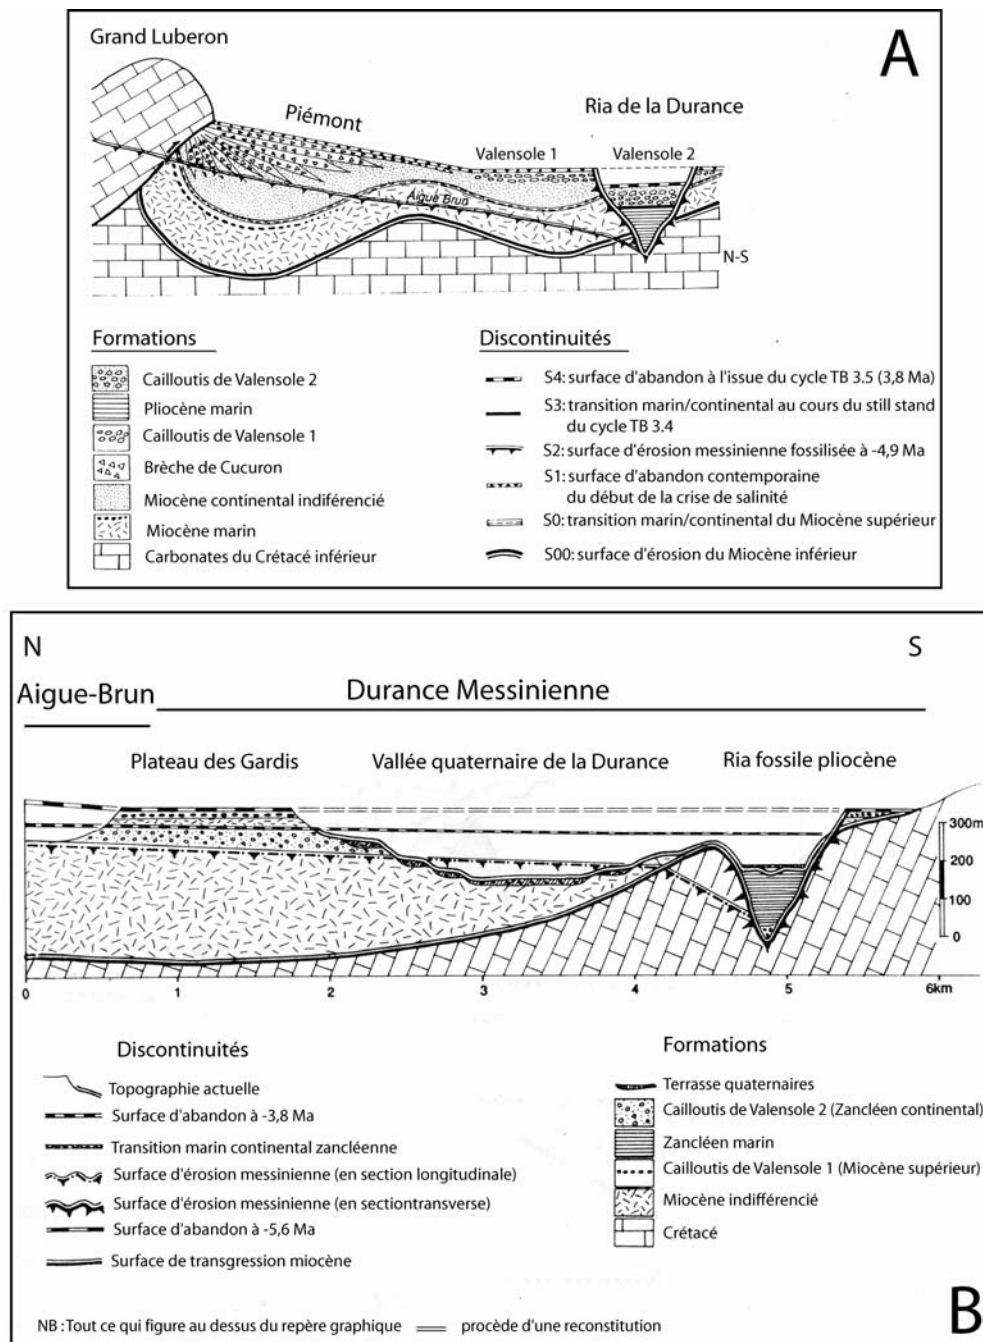 A
Grand Luberon
Piémont
Ria de la Durance
Valensole 1
Valensole 2
Aigue Brun
N-S
Formations
Cailloutis de Valensole 2
Pliocène marin
Cailloutis de Valensole 1
Brèche de Cucuron
Miocène continental indiférencié
Miocène marin
Carbonates du Crétacé inférieur
Discontinuités
S4: surface d'abandon à l'issue du cycle TB 3.5 (3,8 Ma)
S3: transition marin/continental au cours du still stand
du cycle TB 3.4
S2: surface d'érosion messinienne fossilisée à -4,9 Ma
S1: surface d'abandon contemporaine
du début de la crise de salinité
S0: transition marin/continental du Miocène supérieur
S00: surface d'érosion du Miocène inférieur
N
S
Aigue-Brun
Durance Messinienne
Plateau des Gardis
Vallée quaternaire de la Durance
Ria fossile pliocène
300m
200
100
0
0
1
2
3
4
5
6km
Discontinuités
Topographie actuelle
Surface d'abandon à -3,8 Ma
Transition marin continental zancléenne
Surface d'érosion messinienne (en section longitudinale)
Surface d'érosion messinienne (en sectiontransverse)
Surface d'abandon à -5,6 Ma
Surface de transgression miocène
Formations
Terrasse quaternaires
Cailloutis de Valensole 2 (Zancléen continental)
Zancléen marin
Cailloutis de Valensole 1 (Miocène supérieur)
Miocène indifférencié
Crétacé
B
NB : Tout ce qui figure au dessus du repère graphique procède d'une reconstitution